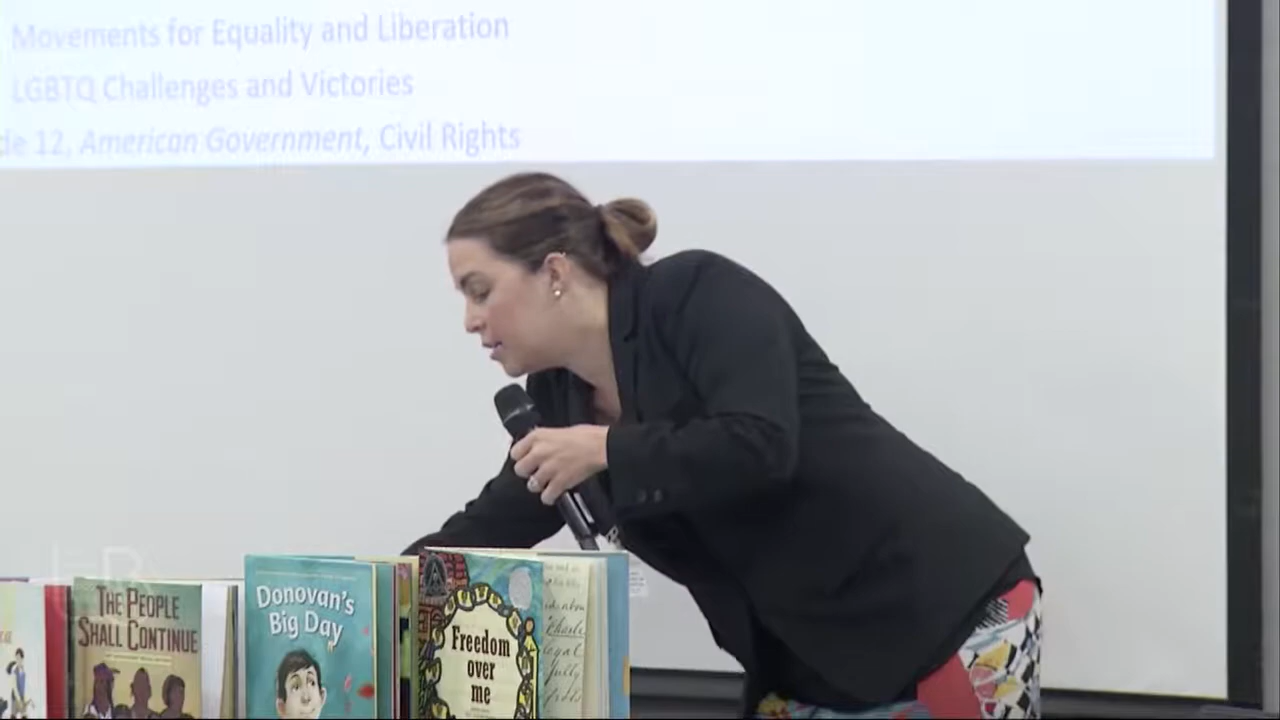 Movements for Equality and Liberation
LGBTQ Challenges and Victories
de 12, American Government, Civil Rights
THE PEOPLE
SHALL CONTINUE
Donovan's
Big Day
Freedom
over
me